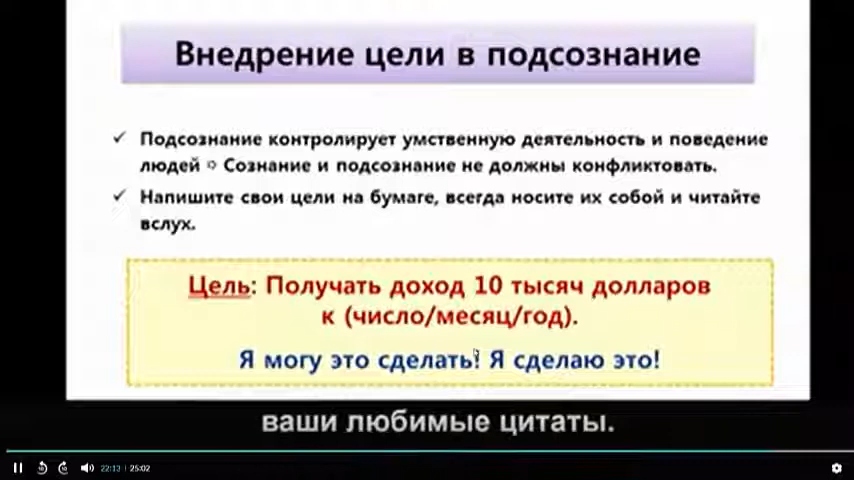 Внедрение цели в подсознание
✓ Подсознание контролирует умственную деятельность и поведение
людей ⇨ Сознание и подсознание не должны конфликтовать.
✓ Напишите свои цели на бумаге, всегда носите их собой и читайте
вслух.
Цель: Получать доход 10 тысяч долларов
к (число/месяц/год).
Я могу это сделать! Я сделаю это!
ваши любимые цитаты.
22:13 / 25:02